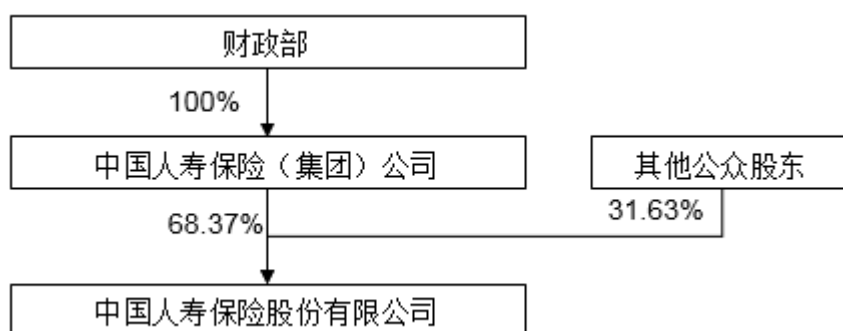 财政部
100%
中国人寿保险（集团）公司
其他公众股东
68.37%
31.63%
中国人寿保险股份有限公司